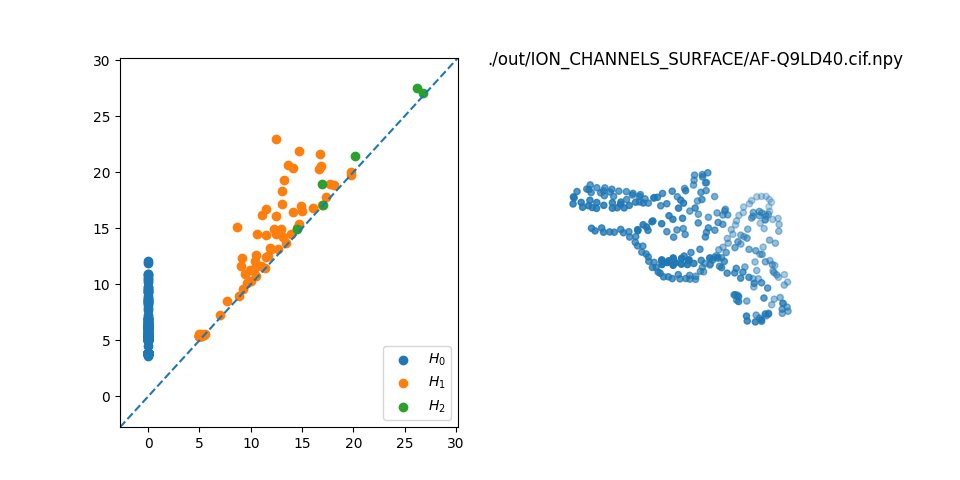 ./out/ION_CHANNELS_SURFACE/AF-Q9LD40.cif.npy
30
25
20
15
10
5
0
H₀
H₁
H₂
0 5 10 15 20 25 30